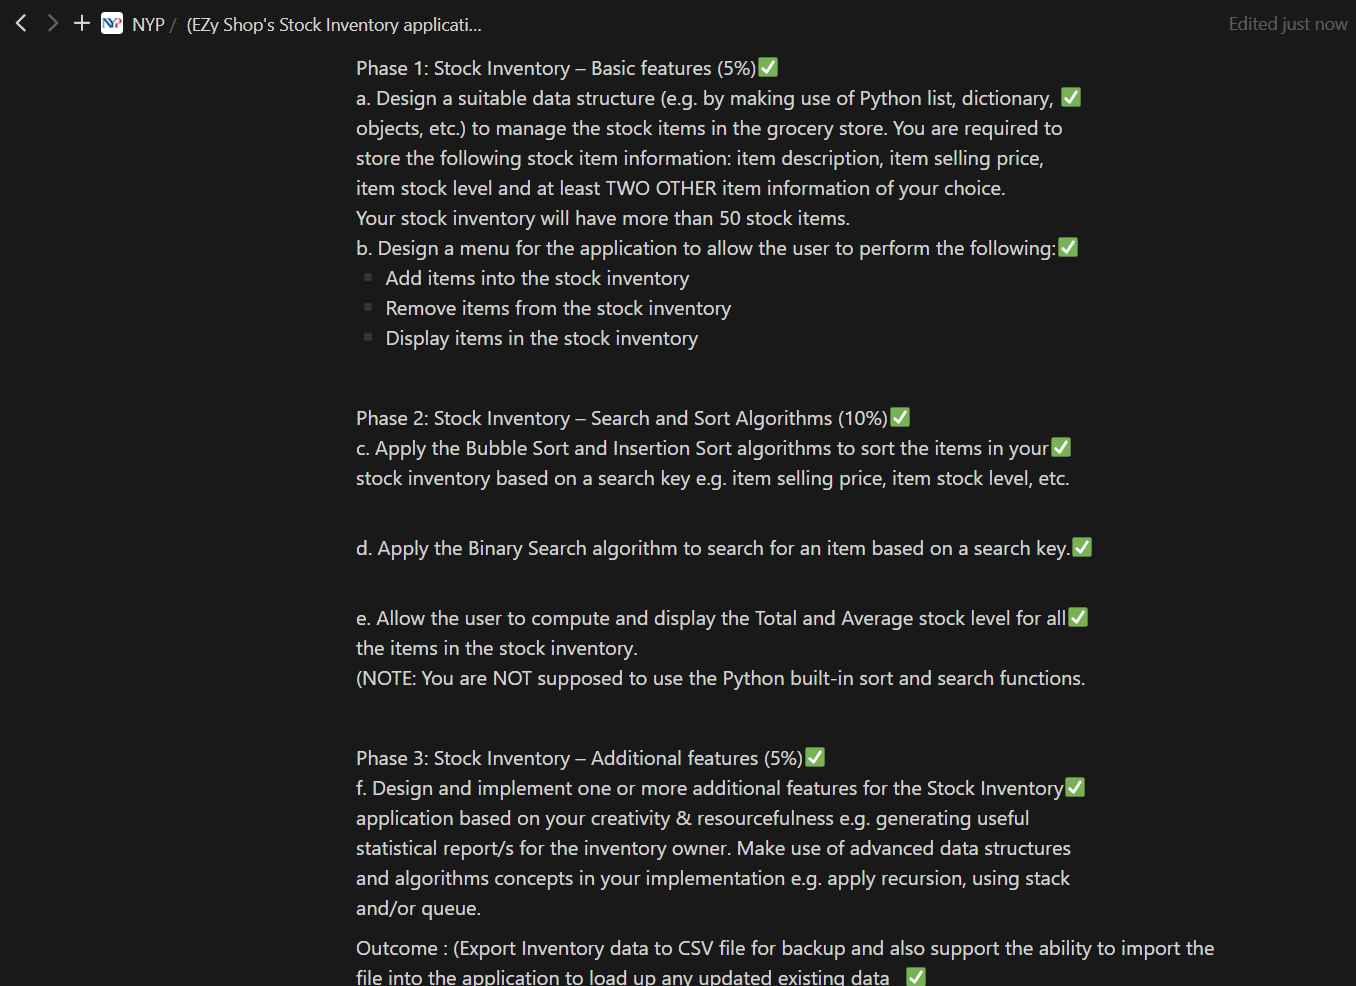 NYP / (EZy Shop's Stock Inventory applicati...
Edited just now
Phase 1: Stock Inventory – Basic features (5%)✅
a. Design a suitable data structure (e.g. by making use of Python list, dictionary, ✅
objects, etc.) to manage the stock items in the grocery store. You are required to
store the following stock item information: item description, item selling price,
item stock level and at least TWO OTHER item information of your choice.
Your stock inventory will have more than 50 stock items.
b. Design a menu for the application to allow the user to perform the following:✅
▪ Add items into the stock inventory
▪ Remove items from the stock inventory
▪ Display items in the stock inventory
Phase 2: Stock Inventory – Search and Sort Algorithms (10%)✅
c. Apply the Bubble Sort and Insertion Sort algorithms to sort the items in your✅
stock inventory based on a search key e.g. item selling price, item stock level, etc.
d. Apply the Binary Search algorithm to search for an item based on a search key.✅
e. Allow the user to compute and display the Total and Average stock level for all✅
the items in the stock inventory.
(NOTE: You are NOT supposed to use the Python built-in sort and search functions.
Phase 3: Stock Inventory – Additional features (5%)✅
f. Design and implement one or more additional features for the Stock Inventory✅
application based on your creativity & resourcefulness e.g. generating useful
statistical report/s for the inventory owner. Make use of advanced data structures
and algorithms concepts in your implementation e.g. apply recursion, using stack
and/or queue.
Outcome : (Export Inventory data to CSV file for backup and also support the ability to import the
file into the application to load up any updated existing data ✅